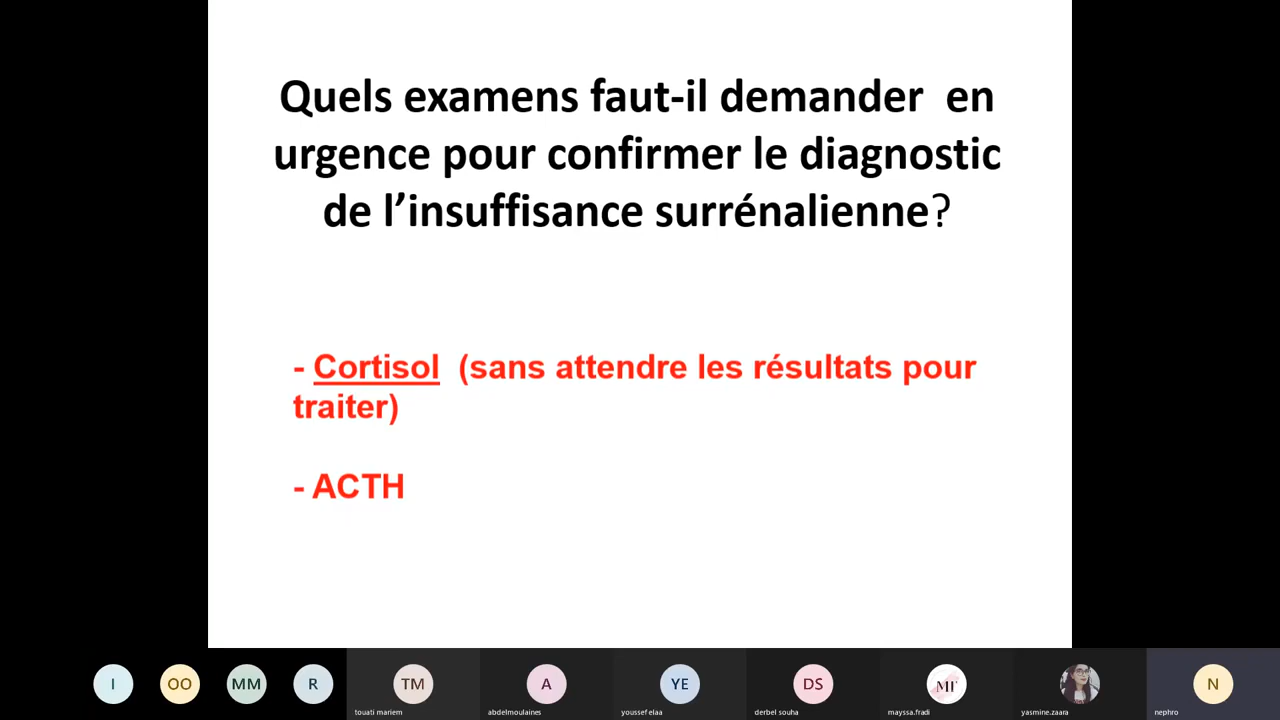 Quels examens faut-il demander  en
urgence pour confirmer le diagnostic
de l’insuffisance surrénalienne?
- Cortisol  (sans attendre les résultats pour
traiter)
- ACTH
I
OO
MM
R
TM
A
YE
DS
MF
N
touati mariem
abdelmoulaines
youssef elaa
derbel souha
mayssa.fradi
yasmine.zaara
nephro